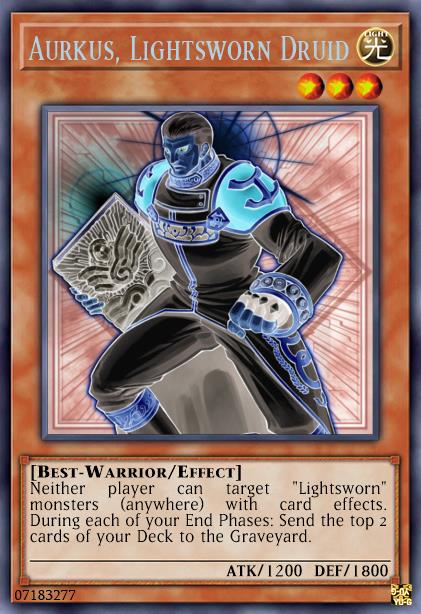 Aurkus, Lightsworn Druid
LIGHT
光
[Best-Warrior/Effect]
Neither player can target "Lightsworn"
monsters (anywhere) with card effects.
During each of your End Phases: Send the top 2
cards of your Deck to the Graveyard.
ATK/1200 DEF/1800
07183277